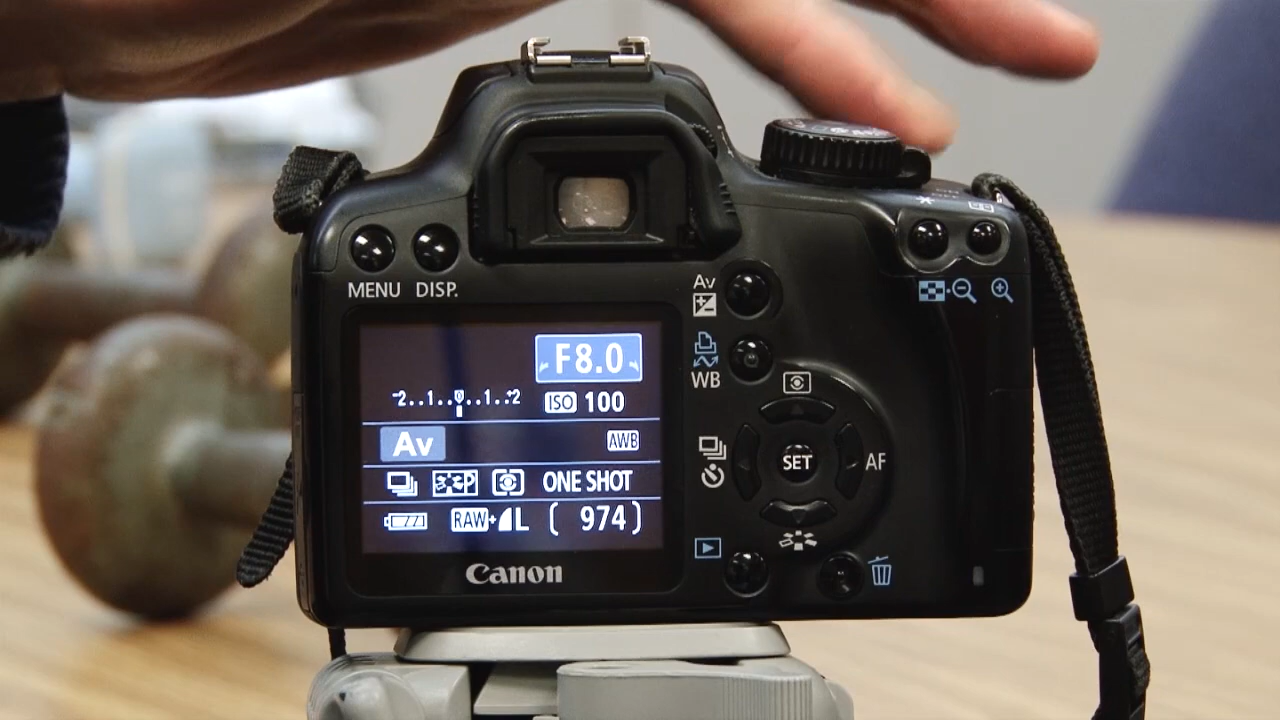 MENU DISP.
Av
WB
F8.0
-2..1..0..1..+2
ISO 100
Av
AWB
ONE SHOT
RAW+L [ 974]
SET
AF
Canon